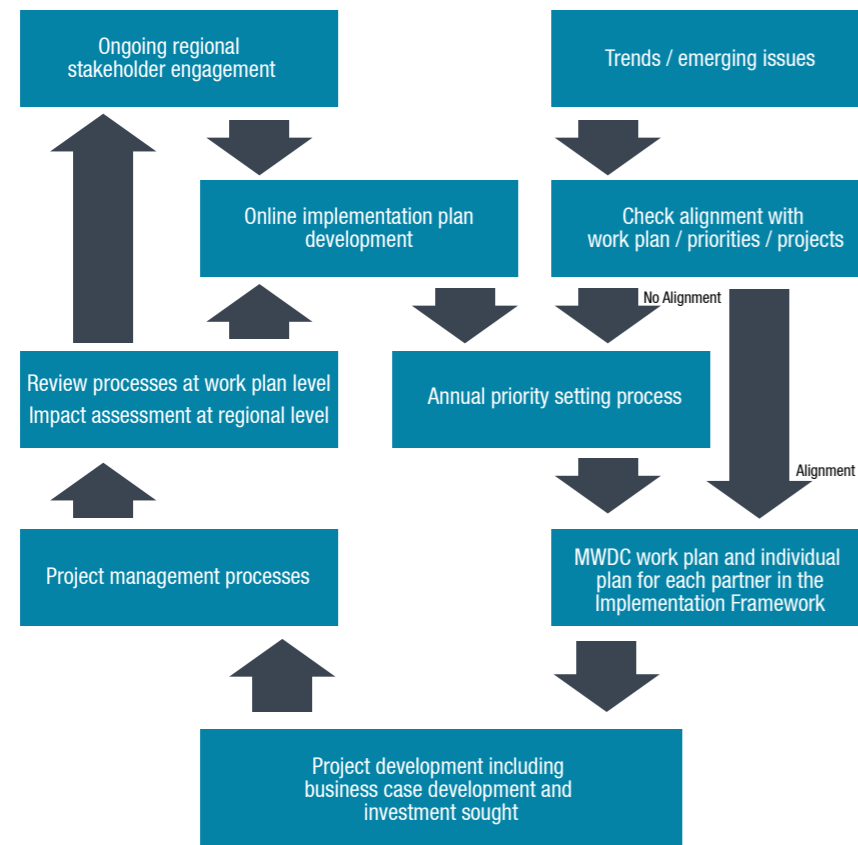 Ongoing regional
stakeholder engagement
Trends / emerging issues
Online implementation plan
development
Check alignment with
work plan / priorities / projects
No Alignment
Review processes at work plan level
Impact assessment at regional level
Annual priority setting process
Alignment
Project management processes
MWDC work plan and individual
plan for each partner in the
Implementation Framework
Project development including
business case development and
investment sought